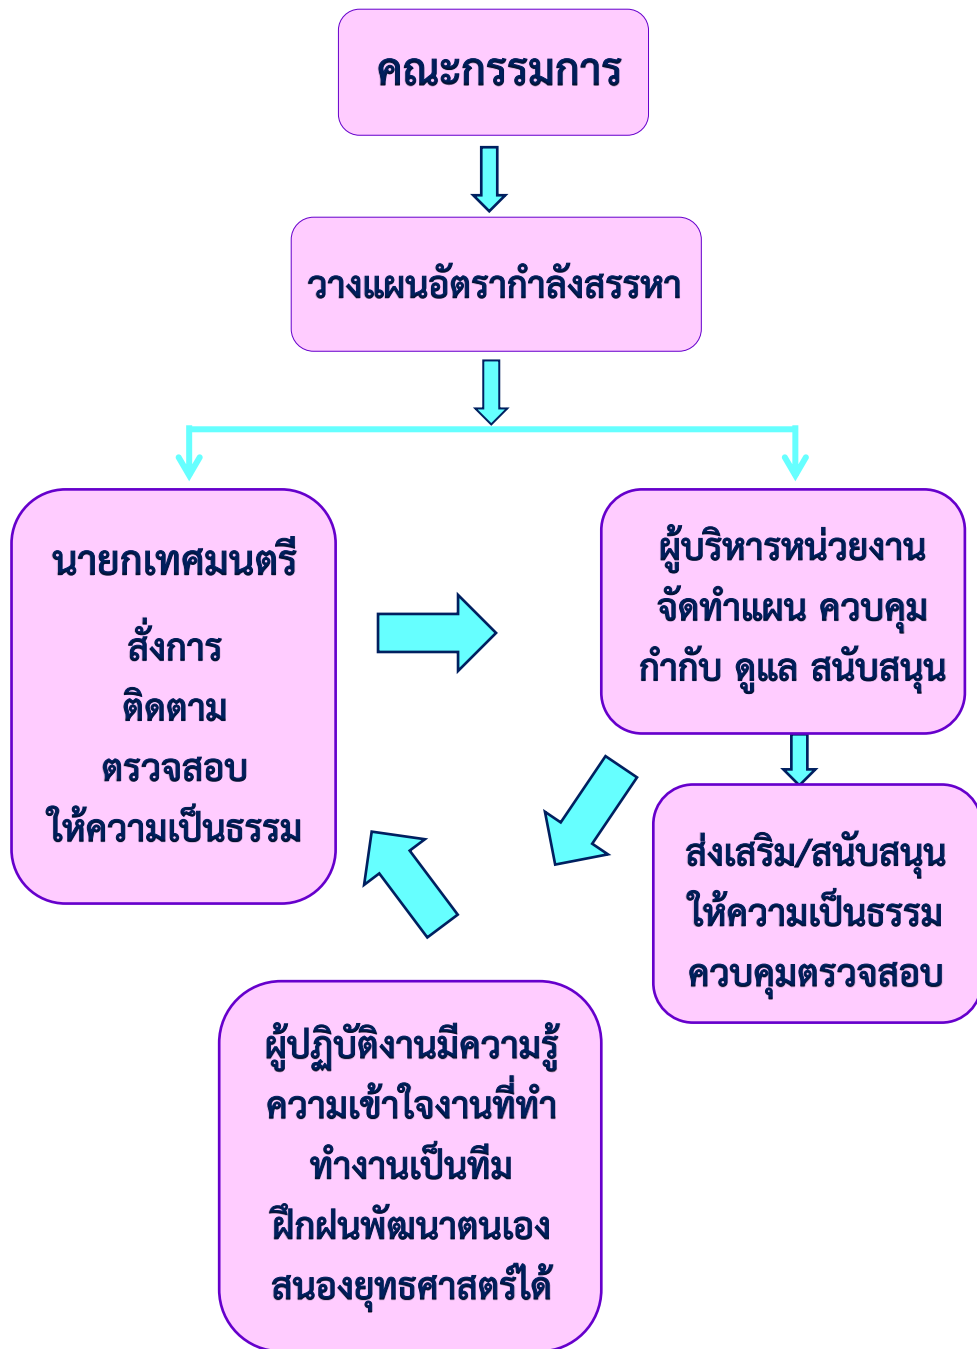 คณะกรรมการ
วางแผนอัตรากำลังสรรหา
นายกเทศมนตรี
สั่งการ
ติดตาม
ตรวจสอบ
ให้ความเป็นธรรม
ผู้บริหารหน่วยงาน
จัดทำแผน ควบคุม
กำกับ ดูแล สนับสนุน
ส่งเสริม/สนับสนุน
ให้ความเป็นธรรม
ควบคุมตรวจสอบ
ผู้ปฏิบัติงานมีความรู้
ความเข้าใจงานที่ทำ
ทำงานเป็นทีม
ฝึกฝนพัฒนาตนเอง
สนองยุทธศาสตร์ได้